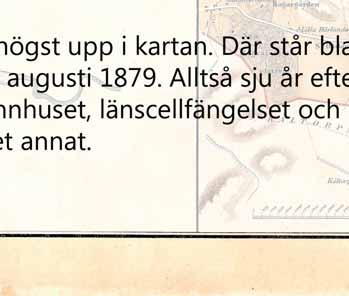 högst upp i kartan. Där står bla
augusti 1879. Alltså sju år efte
nnhuset, länscellfängelset och
et annat.